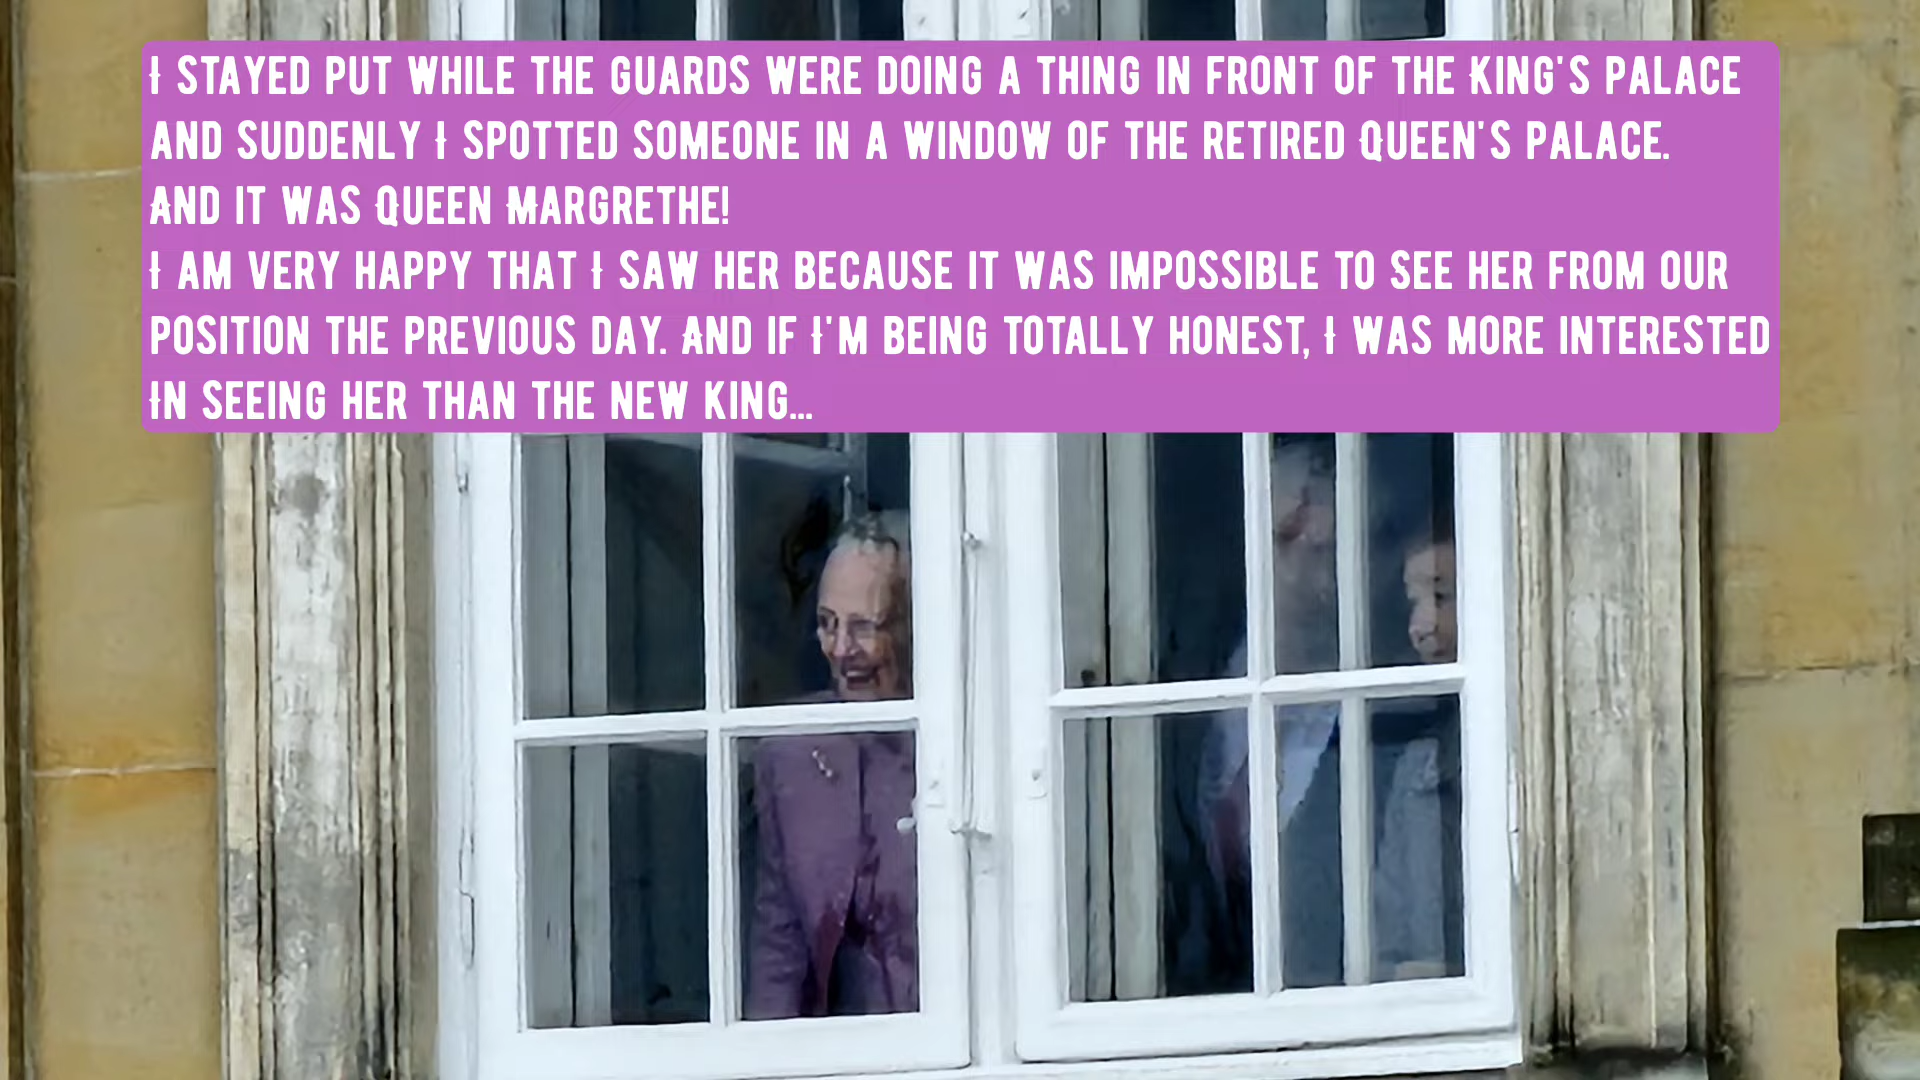 I STAYED PUT WHILE THE GUARDS WERE DOING A THING IN FRONT OF THE KING'S PALACE
AND SUDDENLY I SPOTTED SOMEONE IN A WINDOW OF THE RETIRED QUEEN'S PALACE.
AND IT WAS QUEEN MARGRETHE!
I AM VERY HAPPY THAT I SAW HER BECAUSE IT WAS IMPOSSIBLE TO SEE HER FROM OUR
POSITION THE PREVIOUS DAY. AND IF I'M BEING TOTALLY HONEST, I WAS MORE INTERESTED
IN SEEING HER THAN THE NEW KING...